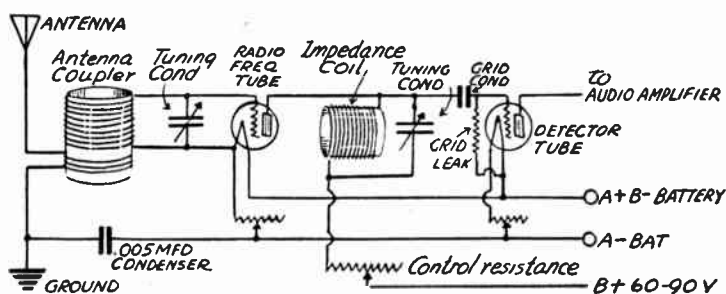 ANTENNA
Antenna
Coupler
Tuning
Cond
RADIO
FREQ
TUBE
Impedance
Coil
TUNING
COND
GRID
COND
to
AUDIO AMPLIFIER
GRID
LEAK
DETECTOR
TUBE
A+B-BATTERY
.005 MFD
CONDENSER
A-BAT
Control resistance
GROUND
B+60-90 V